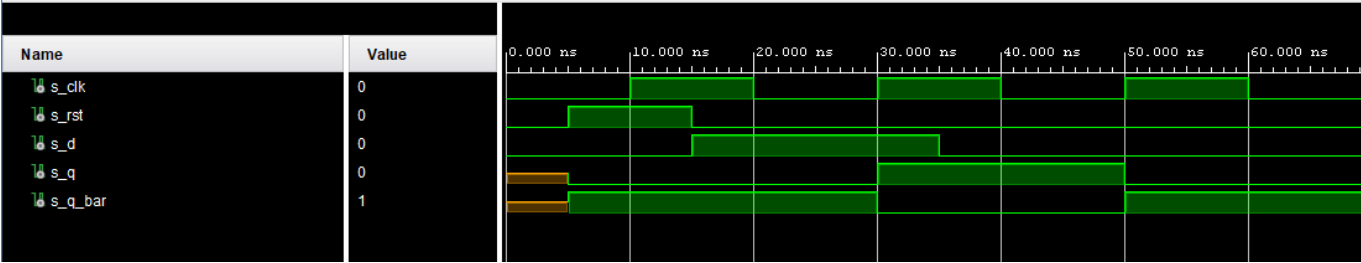 Name Value 0.000 ns 10.000 ns 20.000 ns 30.000 ns 40.000 ns 50.000 ns 60.000 ns
s_clk 0
s_rst 0
s_d 0
s_q 0
s_q_bar 1